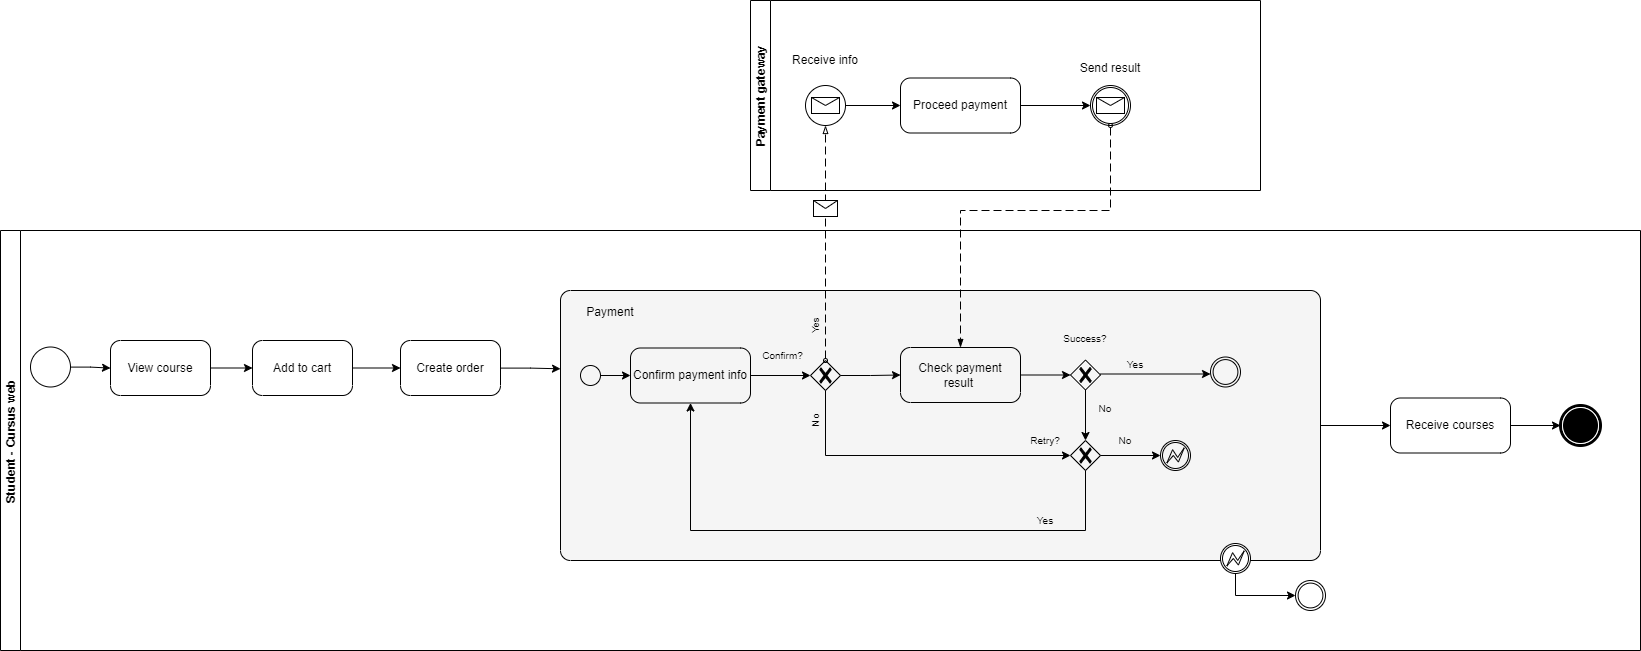 Payment gateway
Receive info
Send result
Proceed payment
Student - Cursus web
View course
Add to cart
Create order
Payment
Confirm payment info
Confirm?
Yes
No
Check payment
result
Success?
Yes
No
Retry?
No
Yes
Receive courses